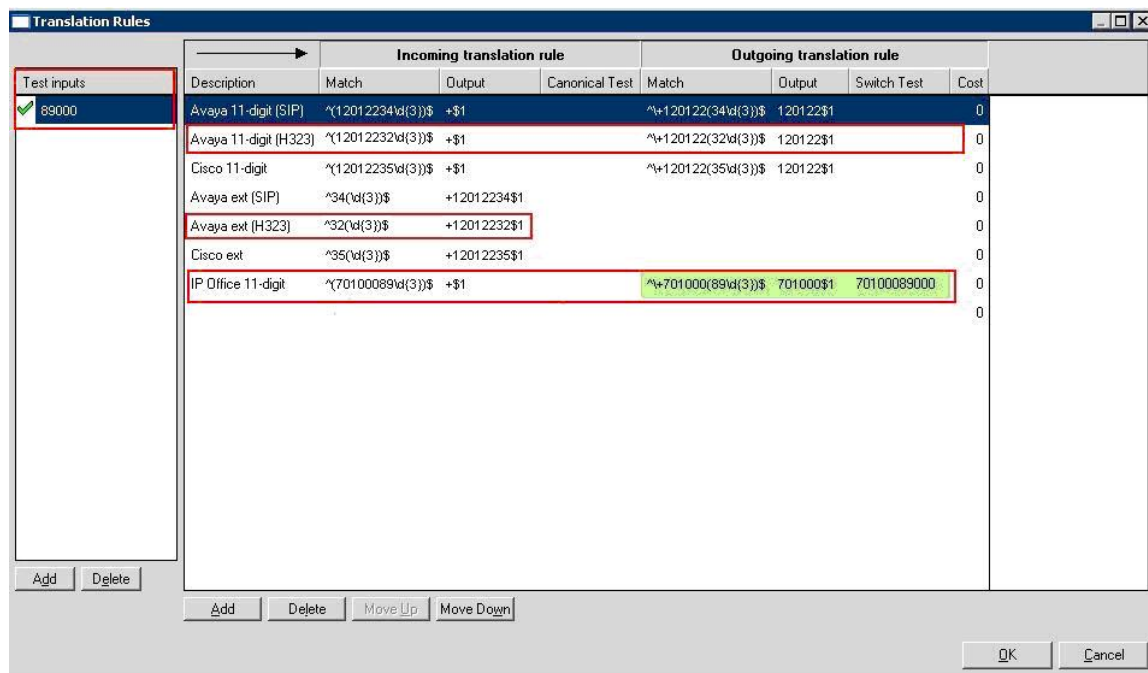 Translation Rules
Incoming translation rule Outgoing translation rule
Test inputs Description Match Output Canonical Test Match Output Switch Test Cost
89000 Avaya 11-digit (SIP) ^(12012234\d{3})$ +$1 ^\+120122(34\d{3})$ 120122$1 0
Avaya 11-digit (H323) ^(12012232\d{3})$ +$1 ^\+120122(32\d{3})$ 120122$1 0
Cisco 11-digit ^(12012235\d{3})$ +$1 ^\+120122(35\d{3})$ 120122$1 0
Avaya ext (SIP) ^34(\d{3})$ +12012234$1 0
Avaya ext (H323) ^32(\d{3})$ +12012232$1 0
Cisco ext ^35(\d{3})$ +12012235$1 0
IP Office 11-digit ^(70100089\d{3})$ +$1 ^\+701000(89\d{3})$ 701000$1 70100089000 0
0
Add Delete
Add Delete Move Up Move Down
OK Cancel